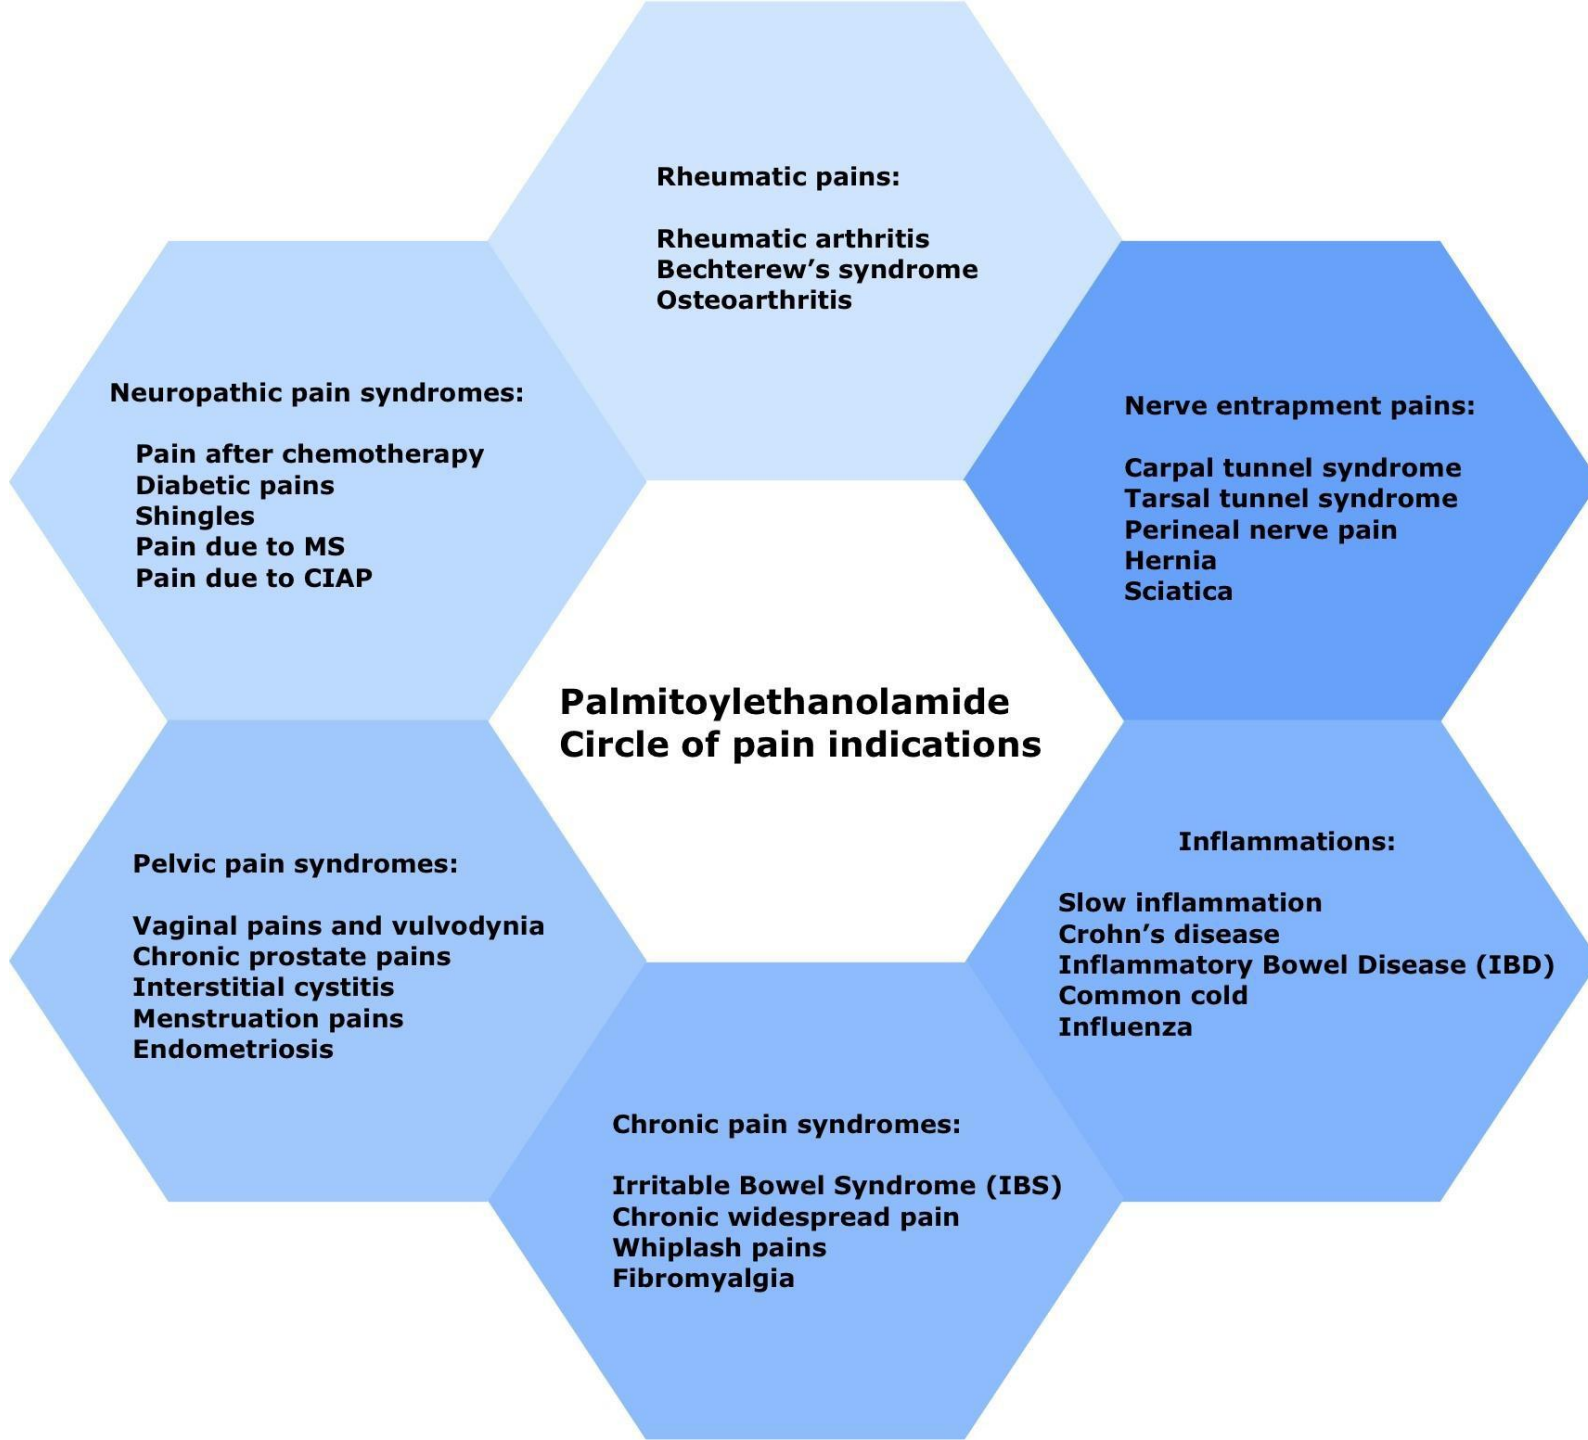 Rheumatic pains:
Rheumatic arthritis
Bechterew’s syndrome
Osteoarthritis
Neuropathic pain syndromes:
Pain after chemotherapy
Diabetic pains
Shingles
Pain due to MS
Pain due to CIAP
Nerve entrapment pains:
Carpal tunnel syndrome
Tarsal tunnel syndrome
Perineal nerve pain
Hernia
Sciatica
Palmitoylethanolamide
Circle of pain indications
Pelvic pain syndromes:
Vaginal pains and vulvodynia
Chronic prostate pains
Interstitial cystitis
Menstruation pains
Endometriosis
Inflammations:
Slow inflammation
Crohn’s disease
Inflammatory Bowel Disease (IBD)
Common cold
Influenza
Chronic pain syndromes:
Irritable Bowel Syndrome (IBS)
Chronic widespread pain
Whiplash pains
Fibromyalgia